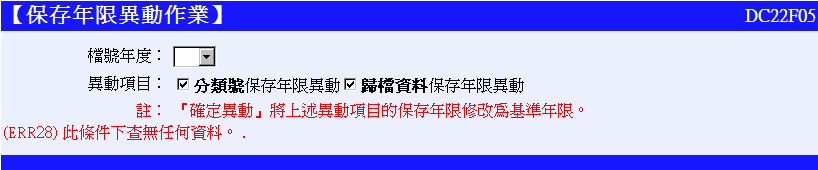 【保存年限異動作業】 DC22F05
檔號年度：
異動項目： 分類號保存年限異動 歸檔資料保存年限異動
註： 『確定異動』將上述異動項目的保存年限修改為基準年限。
(ERR28) 此條件下查無任何資料。 .